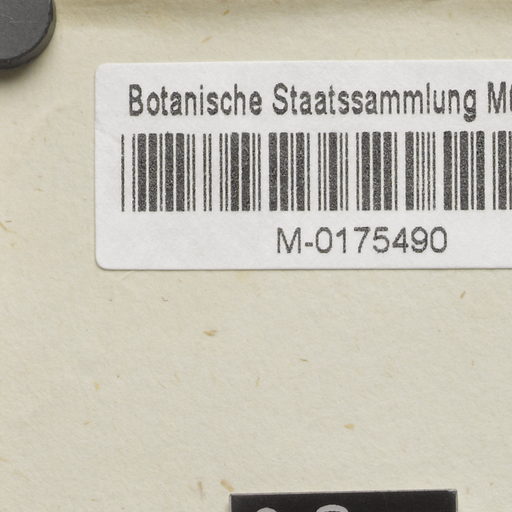 Botanische Staatssammlung
M-0175490